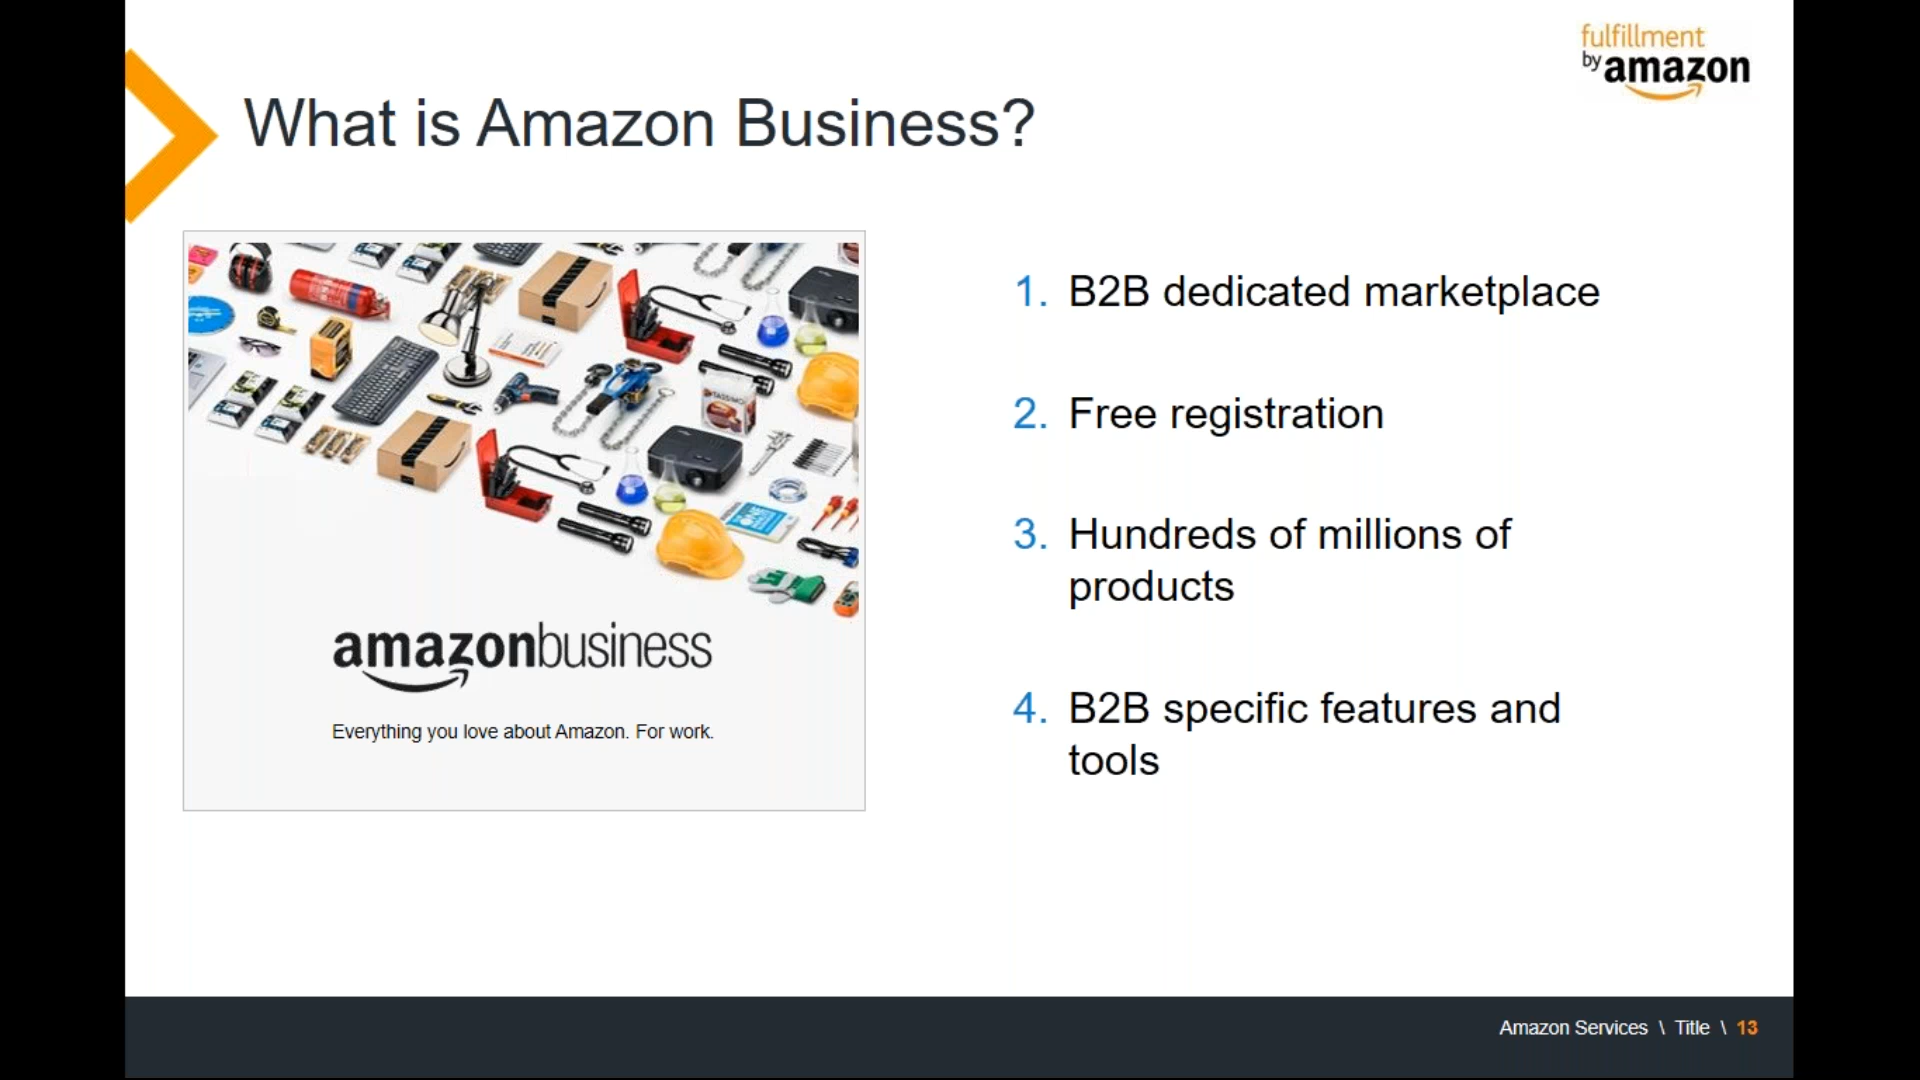 fulfillment
by amazon
What is Amazon Business?
1. B2B dedicated marketplace
2. Free registration
3. Hundreds of millions of
products
4. B2B specific features and
tools
TASSIMO
amazonbusiness
Everything you love about Amazon. For work.
Amazon Services \ Title \ 13